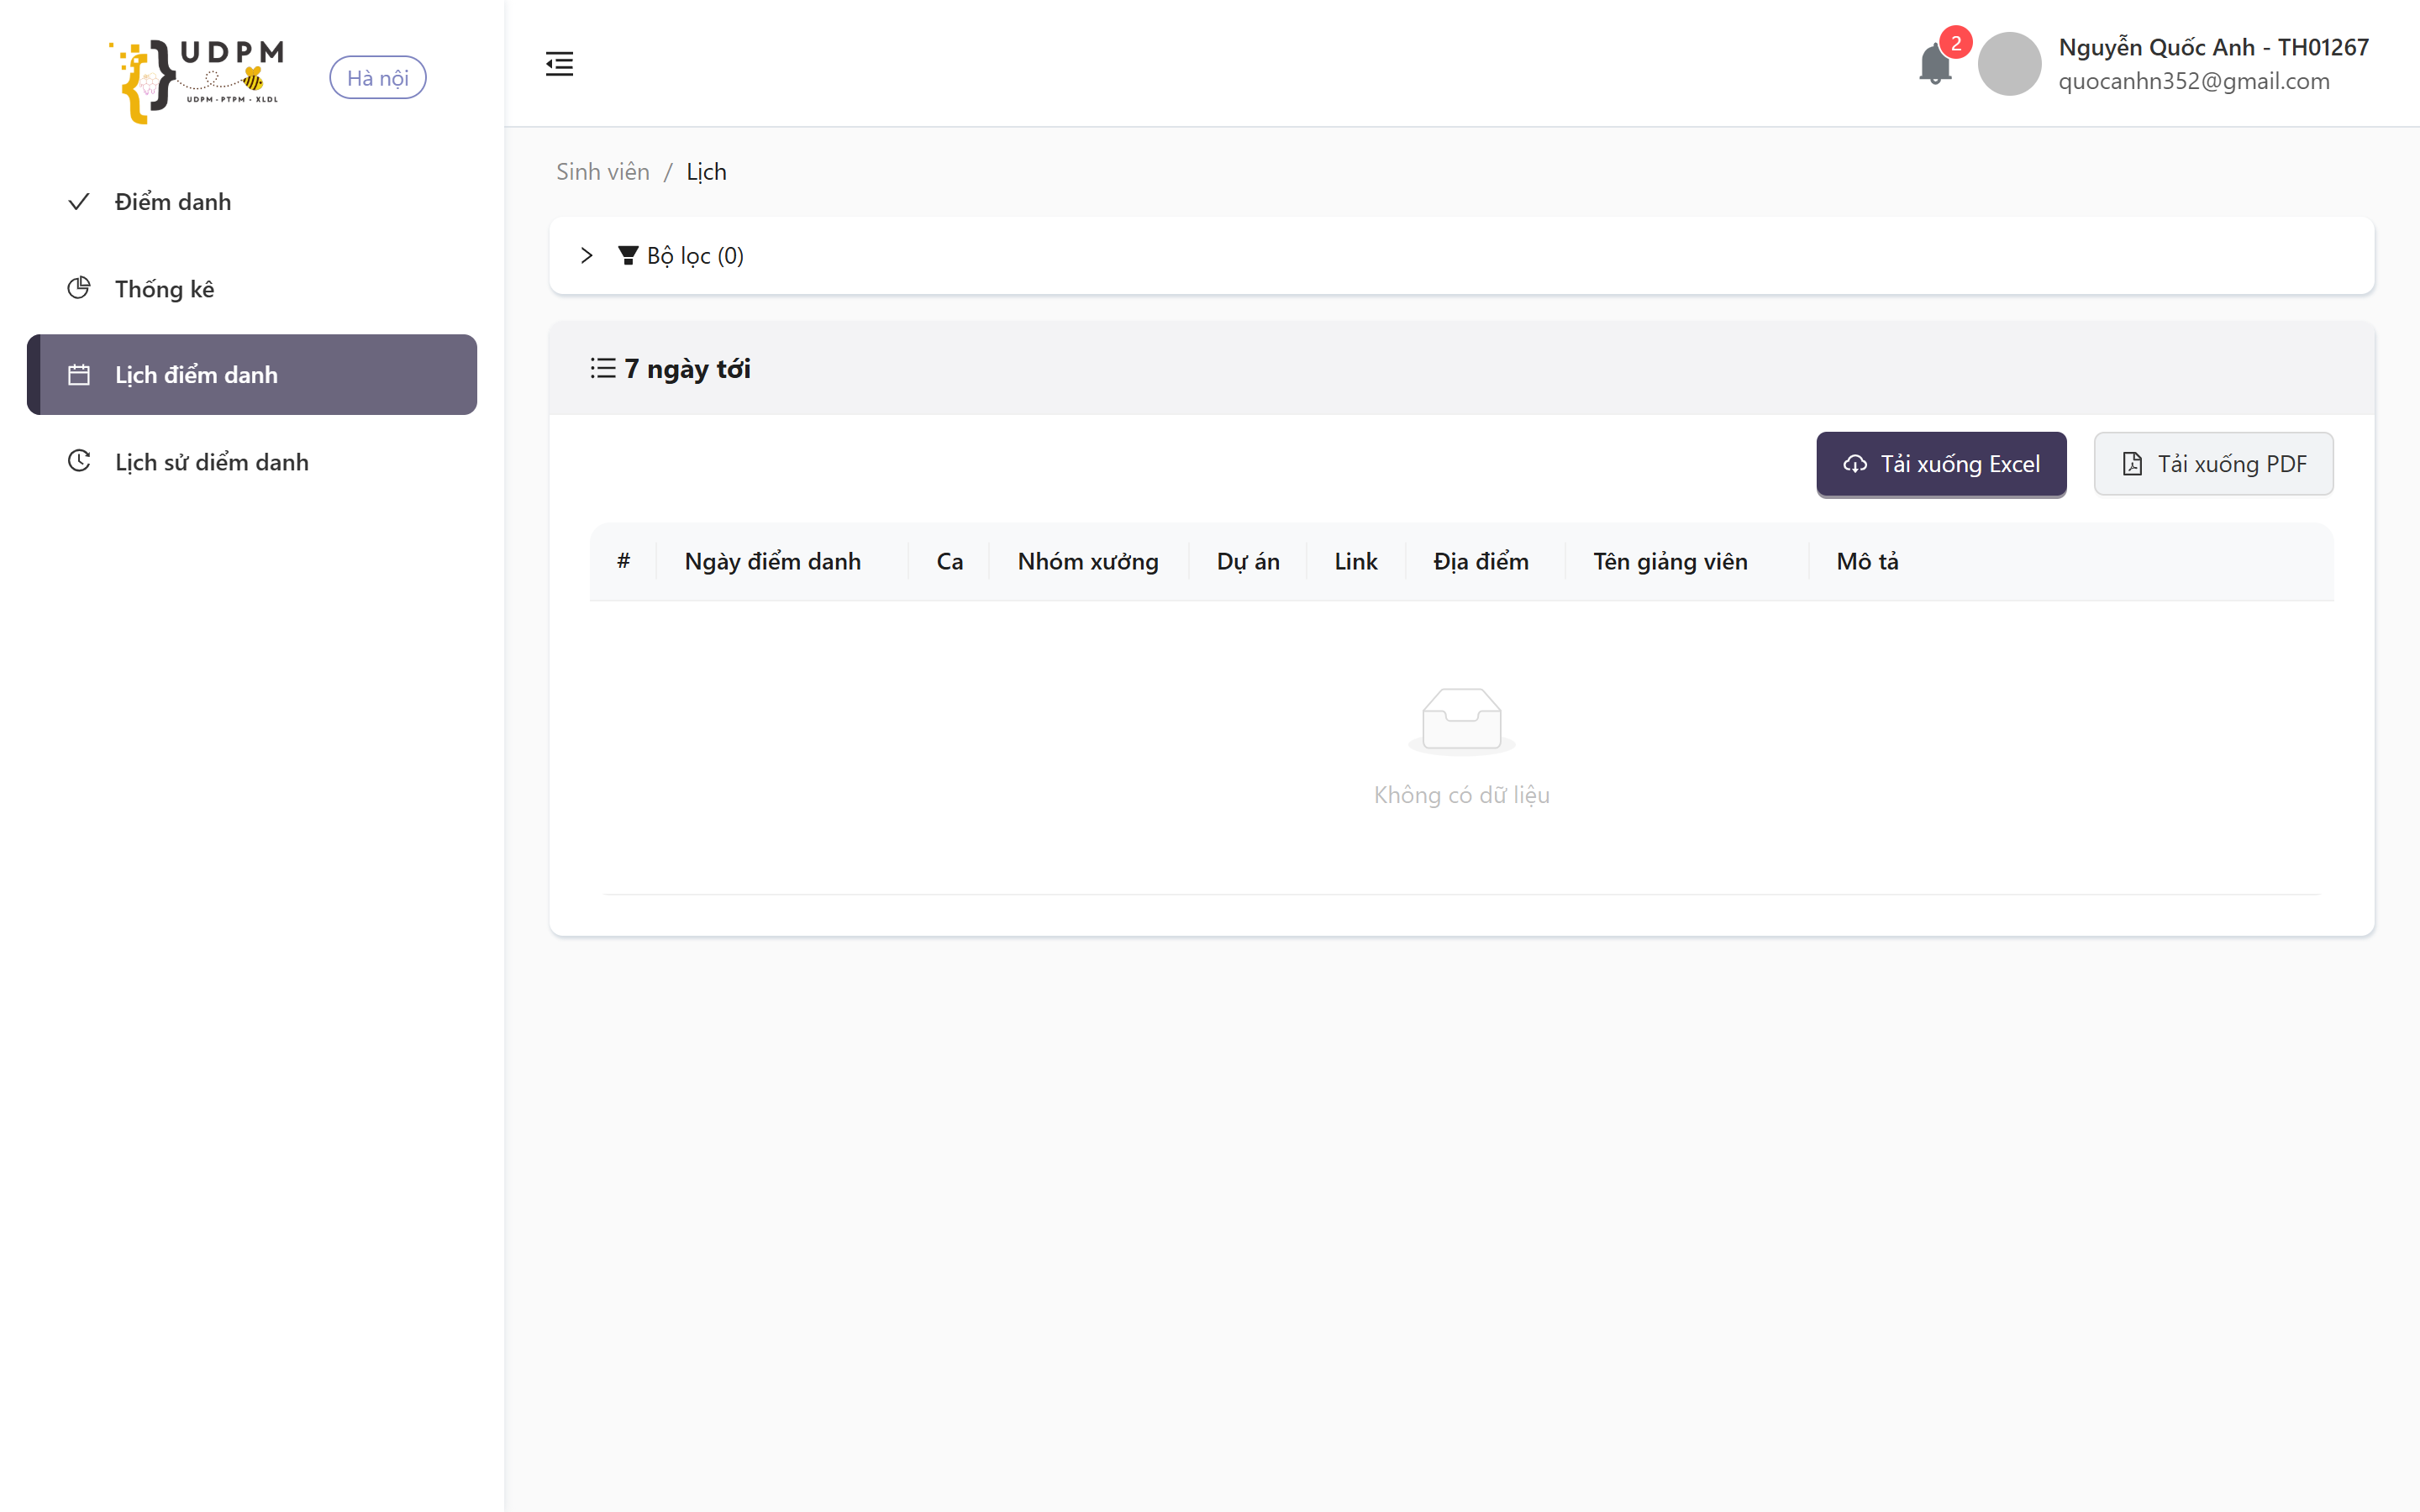 UDPM
UDPM - PTPM - XLDL
Hà nội
Điểm danh
Thống kê
Lịch điểm danh
Lịch sử điểm danh
2
Nguyễn Quốc Anh - TH01267
quocanhn352@gmail.com
Sinh viên / Lịch
Bộ lọc (0)
7 ngày tới
Tải xuống Excel
Tải xuống PDF
# Ngày điểm danh Ca Nhóm xưởng Dự án Link Địa điểm Tên giảng viên Mô tả
Không có dữ liệu